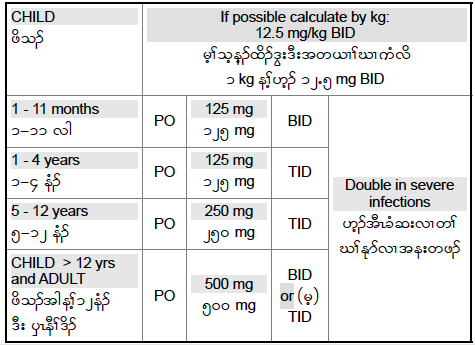 CHILD
ဖိသၣ်
If possible calculate by kg:
12.5 mg/kg BID
မ့ၢ်သ့နၣ်ထိၣ်ဒွးဒီးအတယၢၢ်ဃၢကံလိ
၁ kg န့ၢ်ဟ့ၣ် ၁၂.၅ mg BID
1 - 11 months
၁–၁၁ လါ
PO
125 mg
၁၂၅ mg
BID
1 - 4 years
၁–၄ နံၣ်
PO
125 mg
၁၂၅ mg
TID
5 - 12 years
၅–၁၂ နံၣ်
PO
250 mg
၂၅၀ mg
TID
CHILD > 12 yrs
and ADULT
ဖိသၣ်အါန့ၢ်၁၂နံၣ်
ဒီး ပှၤနီၢ်ဒိၣ်
PO
500 mg
၅၀၀ mg
BID
or (မ့)
TID
Double in severe
infections
ဟ့ၣ်အီၤခံဆးလၢတၢ်
ဃၢ်နုာ်လၢအနးတဖၣ်